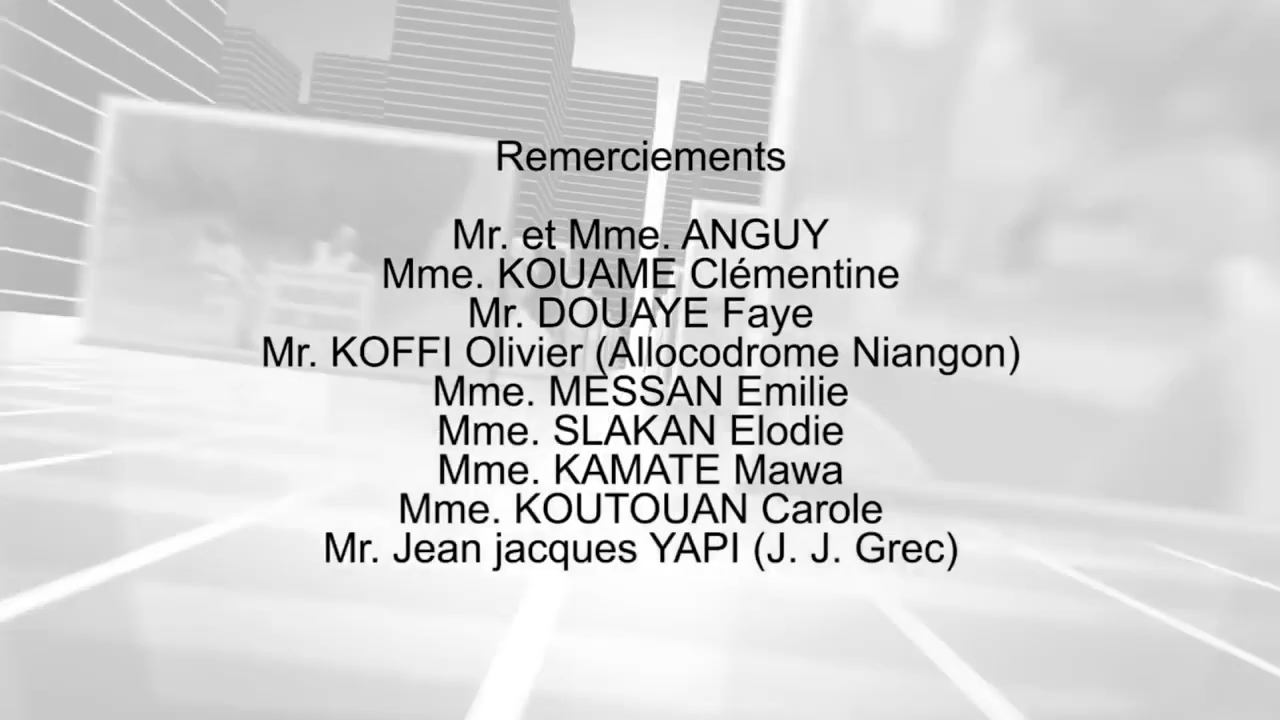 Remerciements
Mr. et Mme. ANGUY
Mme. KOUAME Clémentine
Mr. DOUAYE Faye
Mr. KOFFI Olivier (Allocodrome Niangon)
Mme. MESSAN Emilie
Mme. SLAKAN Elodie
Mme. KAMATE Mawa
Mme. KOUTOUAN Carole
Mr. Jean jacques YAPI (J. J. Grec)